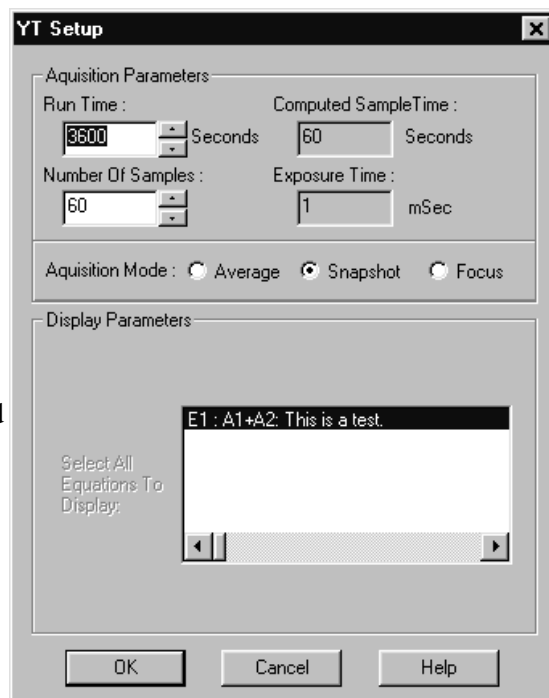 YT Setup
Aquisition Parameters
Run Time :
3600 Seconds
Computed SampleTime :
60 Seconds
Number Of Samples :
60
Exposure Time :
1 mSec
Aquisition Mode : Average Snapshot Focus
Display Parameters
E1 : A1+A2: This is a test.
Select All
Equations To
Display:
OK Cancel Help